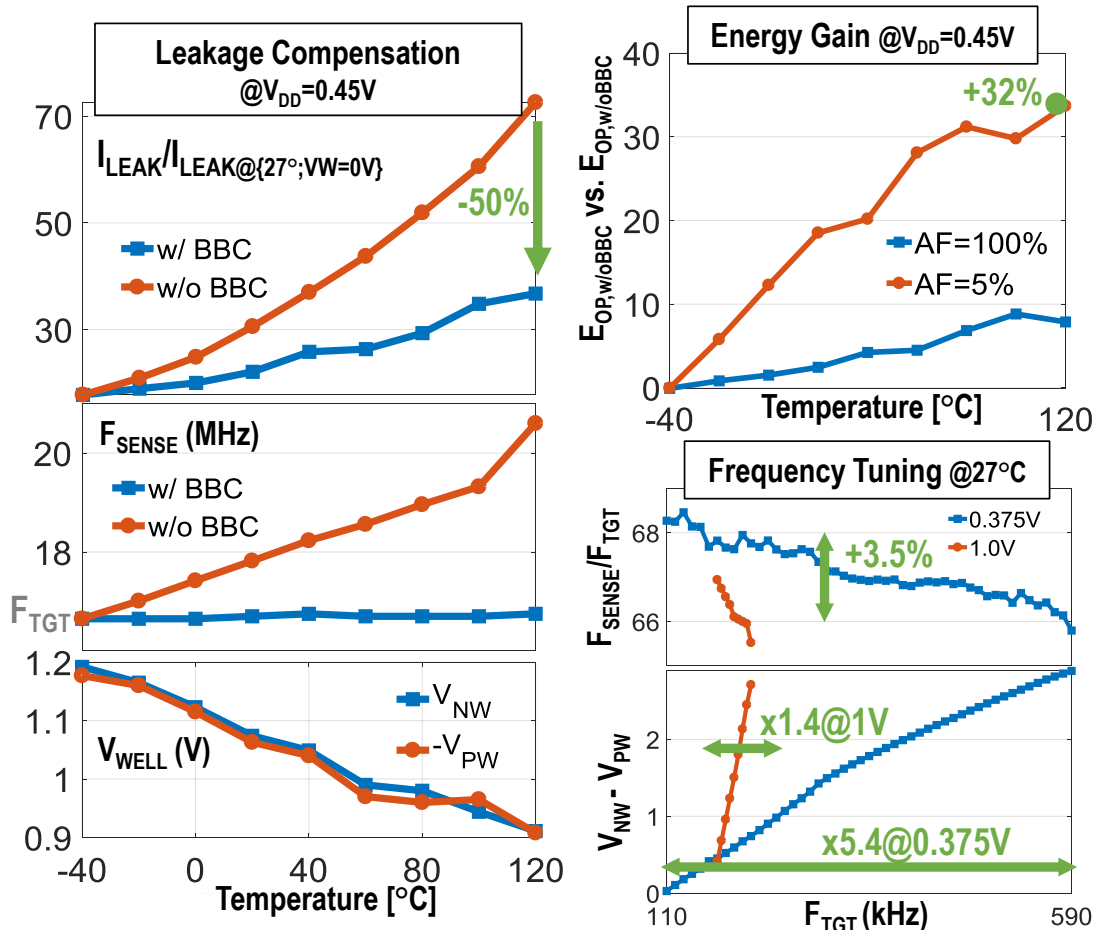 Leakage Compensation
@VDD=0.45V
70
50
30
ILEAK/ILEAK@{27°;VW=0V}
-50%
w/ BBC
w/o BBC
FSENSE (MHz)
20
18
w/ BBC
w/o BBC
FTGT
1.2
1.1
1
0.9
VWELL (V)
VNW
-VPW
-40
0
40
80
120
Temperature [°C]
Energy Gain @VDD=0.45V
EOP,w/oBBC vs. EOP,w/oBBC
40
30
20
10
0
+32%
AF=100%
AF=5%
-40
120
Temperature [°C]
Frequency Tuning @27°C
FSENSE/FTGT
68
66
0.375V
1.0V
+3.5%
VNW - VPW
2
1
0
x1.4@1V
x5.4@0.375V
110
590
FTGT (kHz)